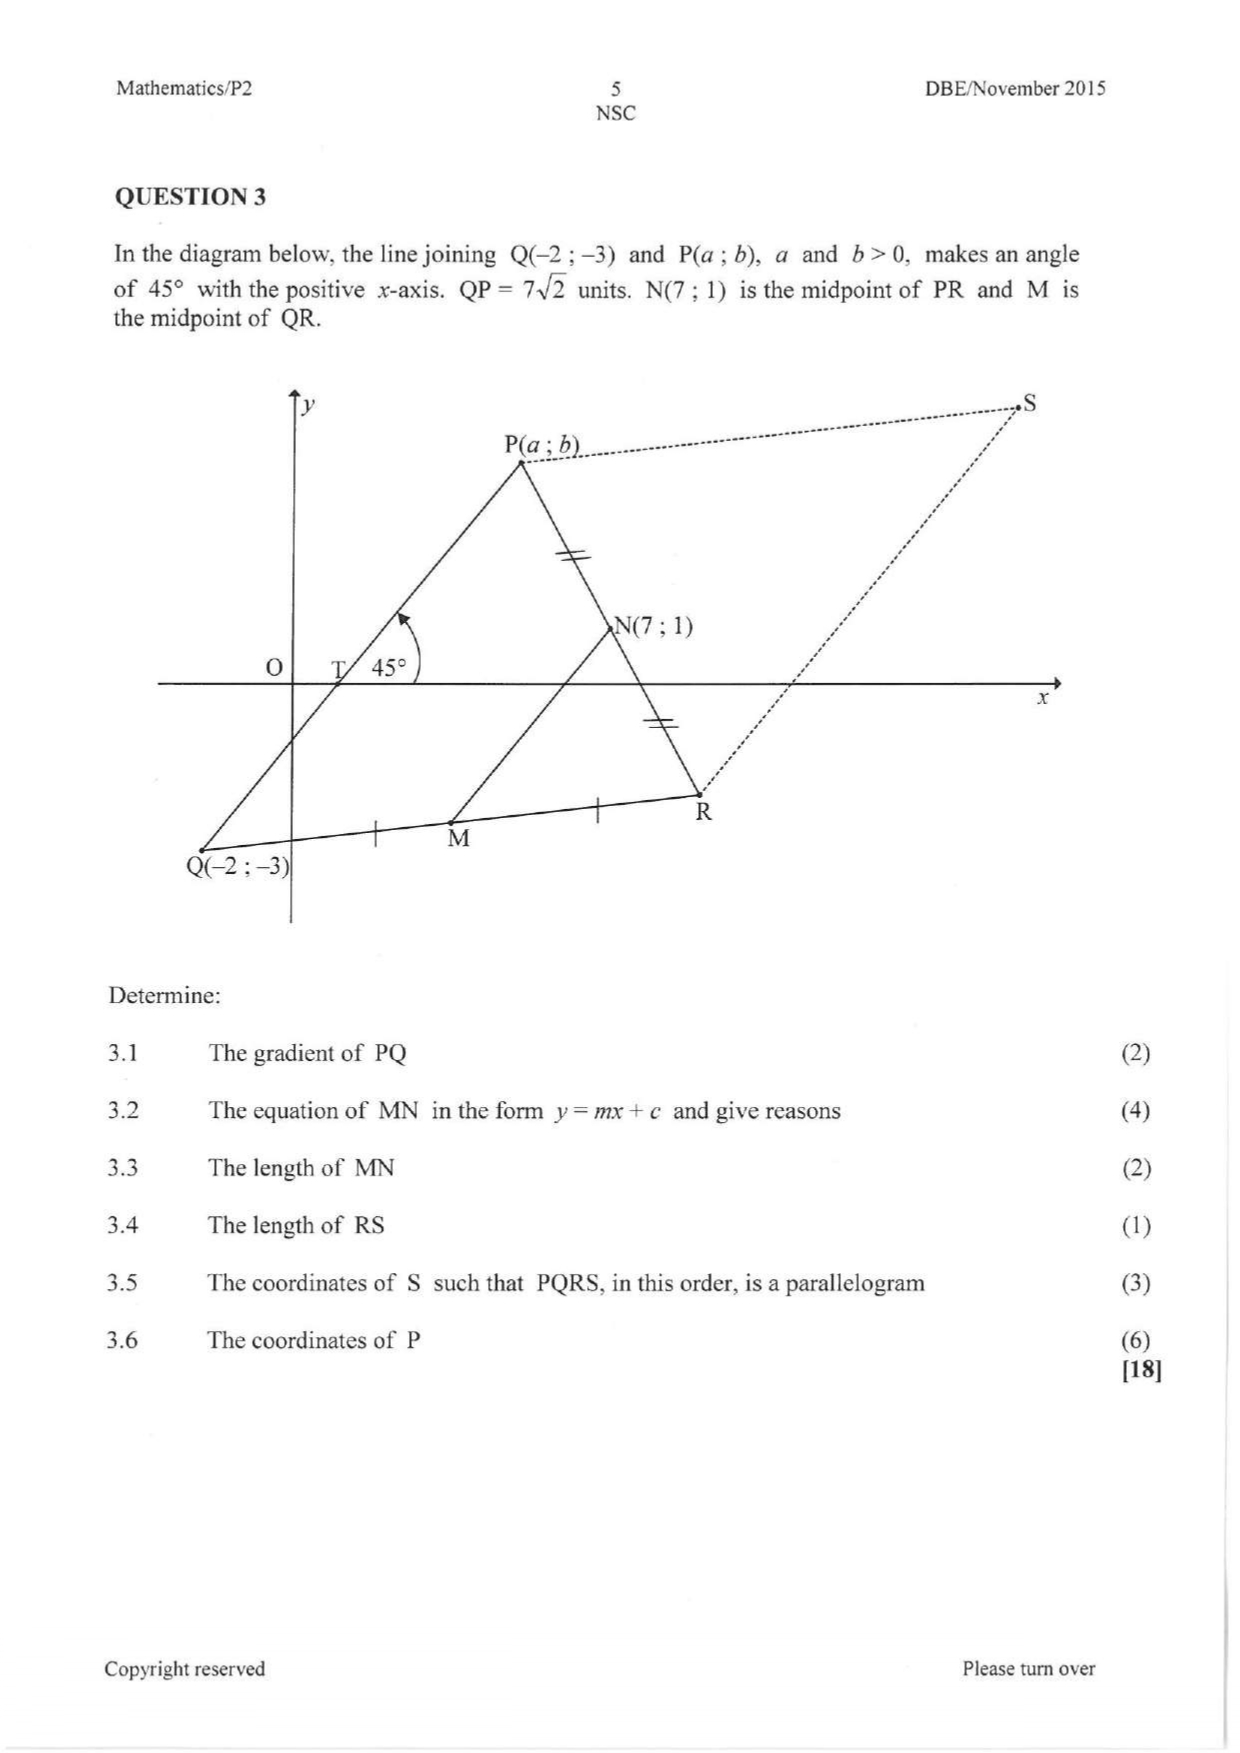 Mathematics/P2 5 DBE/November 2015
NSC
QUESTION 3
In the diagram below, the line joining Q(–2 ; –3) and P(a ; b), a and b > 0, makes an angle
of 45° with the positive x-axis. QP = 7√2 units. N(7 ; 1) is the midpoint of PR and M is
the midpoint of QR.
y
S
P(a ; b)
N(7 ; 1)
O T 45°
x
R
M
Q(–2 ; –3)
Determine:
3.1 The gradient of PQ (2)
3.2 The equation of MN in the form y = mx + c and give reasons (4)
3.3 The length of MN (2)
3.4 The length of RS (1)
3.5 The coordinates of S such that PQRS, in this order, is a parallelogram (3)
3.6 The coordinates of P (6)
[18]
Copyright reserved Please turn over